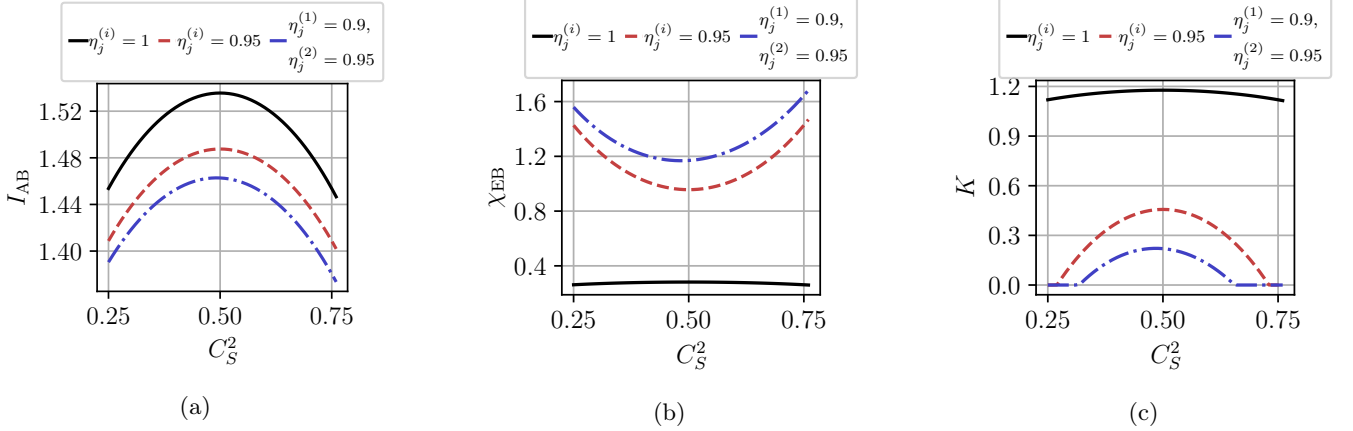 η_j^(i) = 1 η_j^(i) = 0.95 η_j^(1) = 0.9,
η_j^(2) = 0.95
I_AB
1.52
1.48
1.44
1.40
0.25 0.50 0.75
C_S^2
(a)
η_j^(i) = 1 η_j^(i) = 0.95 η_j^(1) = 0.9,
η_j^(2) = 0.95
χ_EB
1.6
1.2
0.8
0.4
0.25 0.50 0.75
C_S^2
(b)
η_j^(i) = 1 η_j^(i) = 0.95 η_j^(1) = 0.9,
η_j^(2) = 0.95
K
1.2
0.9
0.6
0.3
0.0
0.25 0.50 0.75
C_S^2
(c)